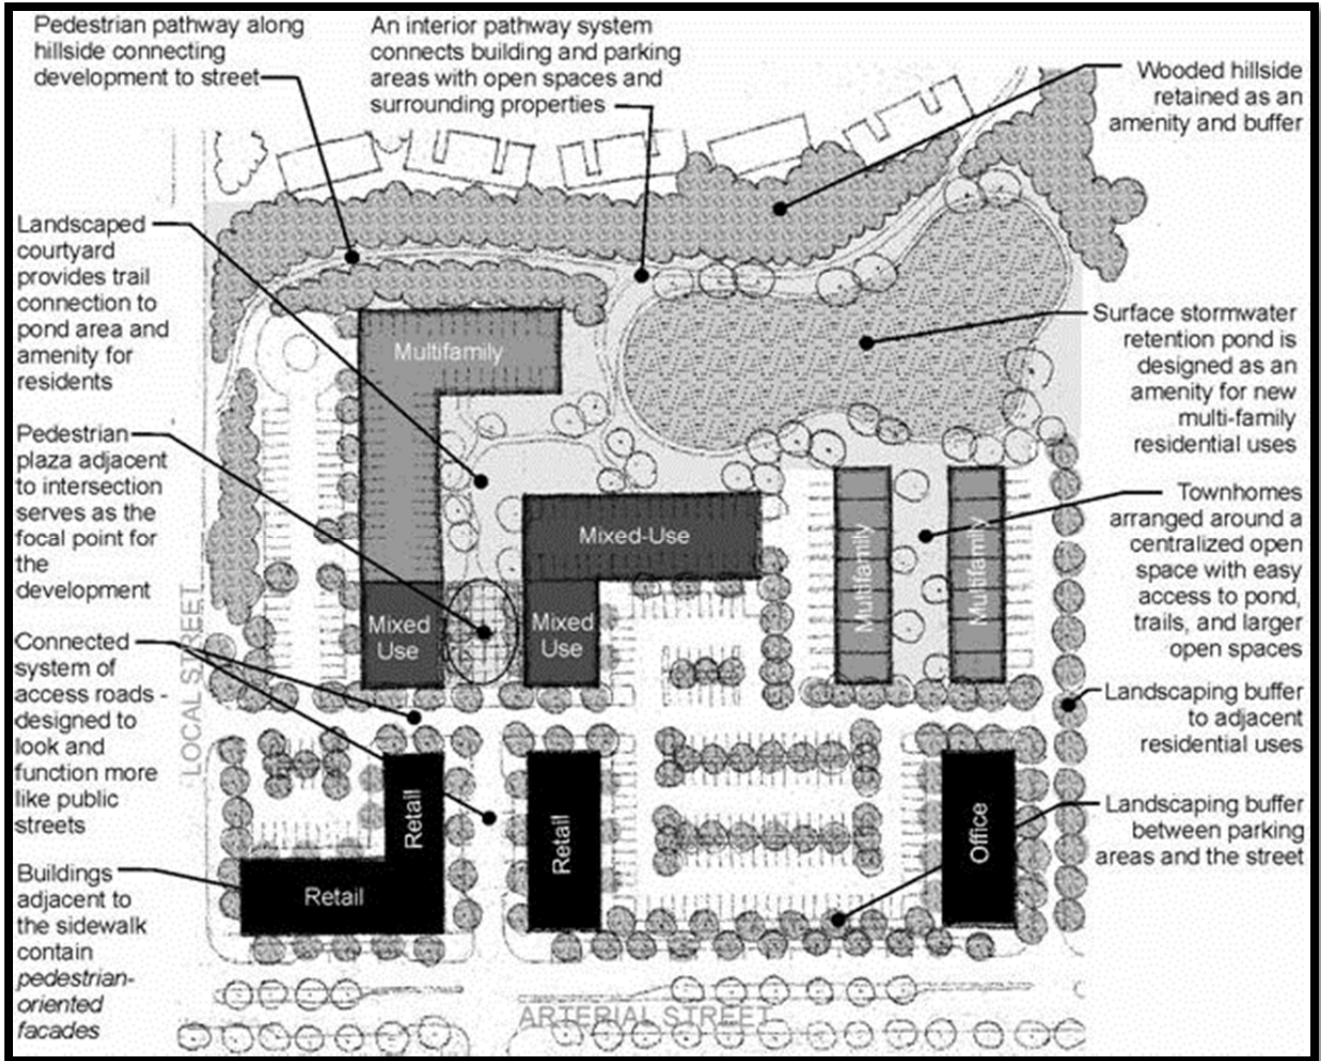 Pedestrian pathway along
hillside connecting
development to street
An interior pathway system
connects building and parking
areas with open spaces and
surrounding properties
Wooded hillside
retained as an
amenity and buffer
Landscaped
courtyard
provides trail
connection to
pond area and
amenity for
residents
Surface stormwater
retention pond is
designed as an
amenity for new
multi-family
residential uses
Pedestrian
plaza adjacent
to intersection
serves as the
focal point for
the
development
Townhomes
arranged around a
centralized open
space with easy
access to pond,
trails, and larger
open spaces
Connected
system of
access roads -
designed to
look and
function more
like public
streets
Landscaping buffer
to adjacent
residential uses
Landscaping buffer
between parking
areas and the street
Buildings
adjacent to
the sidewalk
contain
pedestrian-
oriented
facades
Multifamily
Mixed-Use
Mixed
Use
Mixed
Use
Multifamily
Multifamily
Retail
Retail
Retail
Office
LOCAL STREET
ARTERIAL STREET